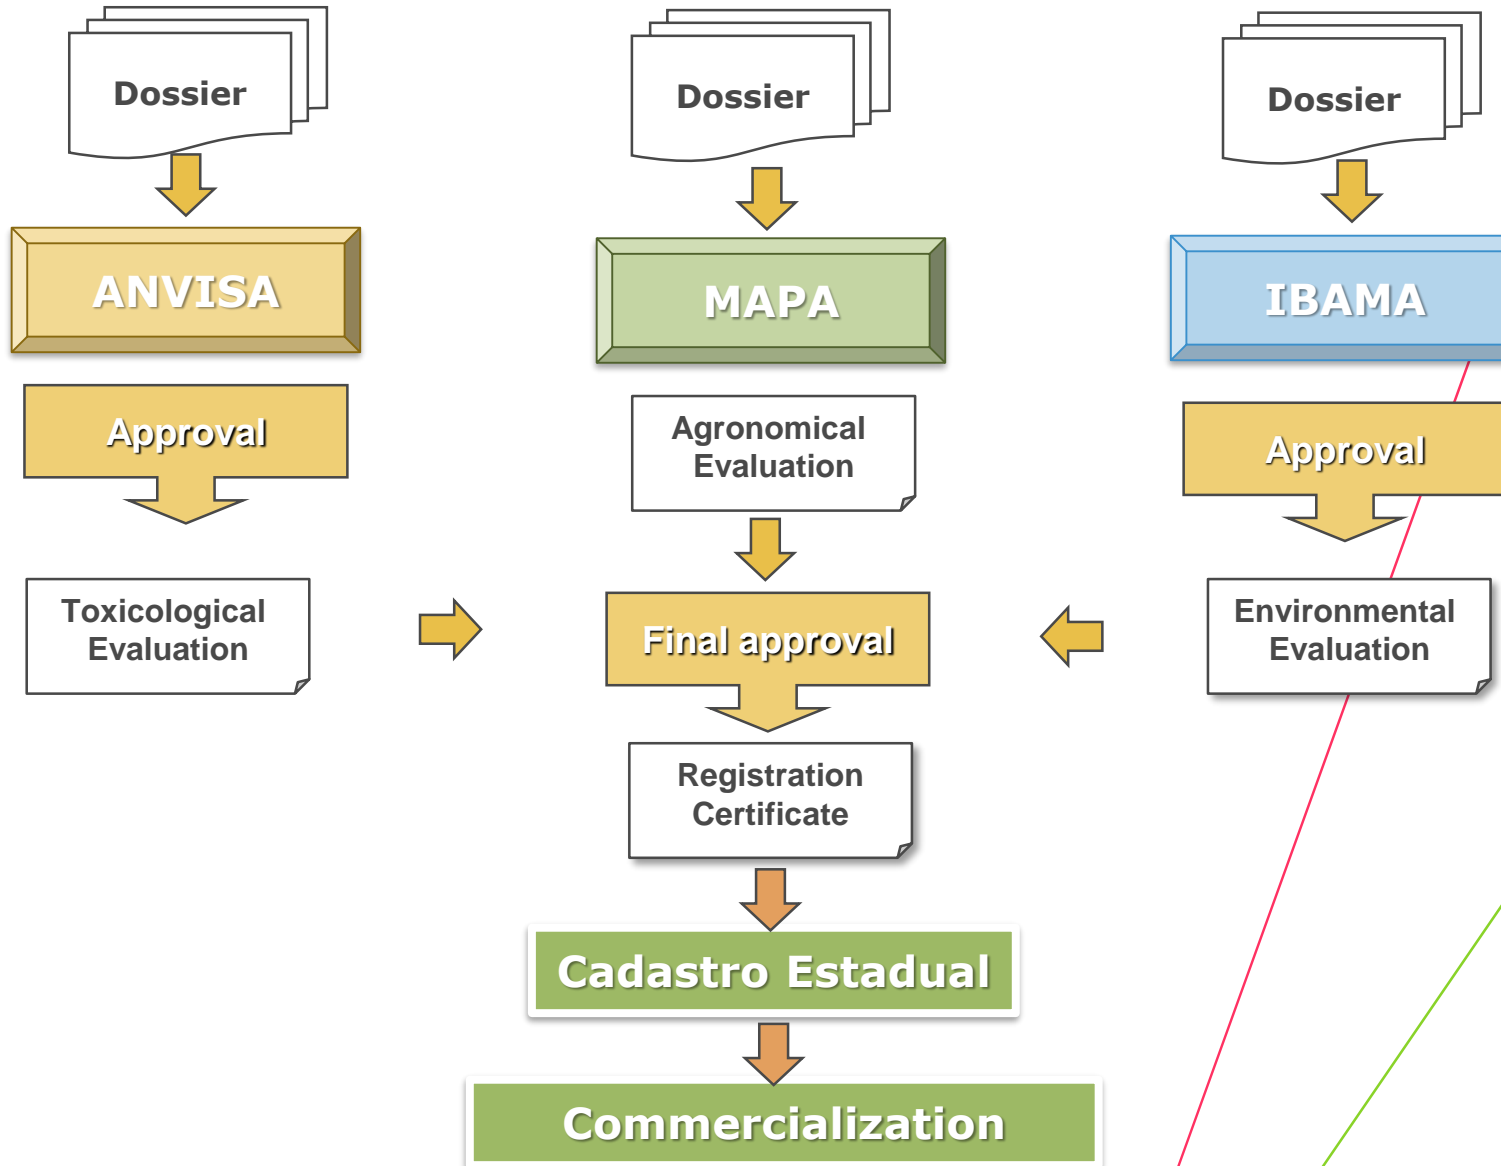 Dossier
Dossier
Dossier
ANVISA
MAPA
IBAMA
Approval
Agronomical
Evaluation
Approval
Toxicological
Evaluation
Final approval
Environmental
Evaluation
Registration
Certificate
Cadastro Estadual
Commercialization